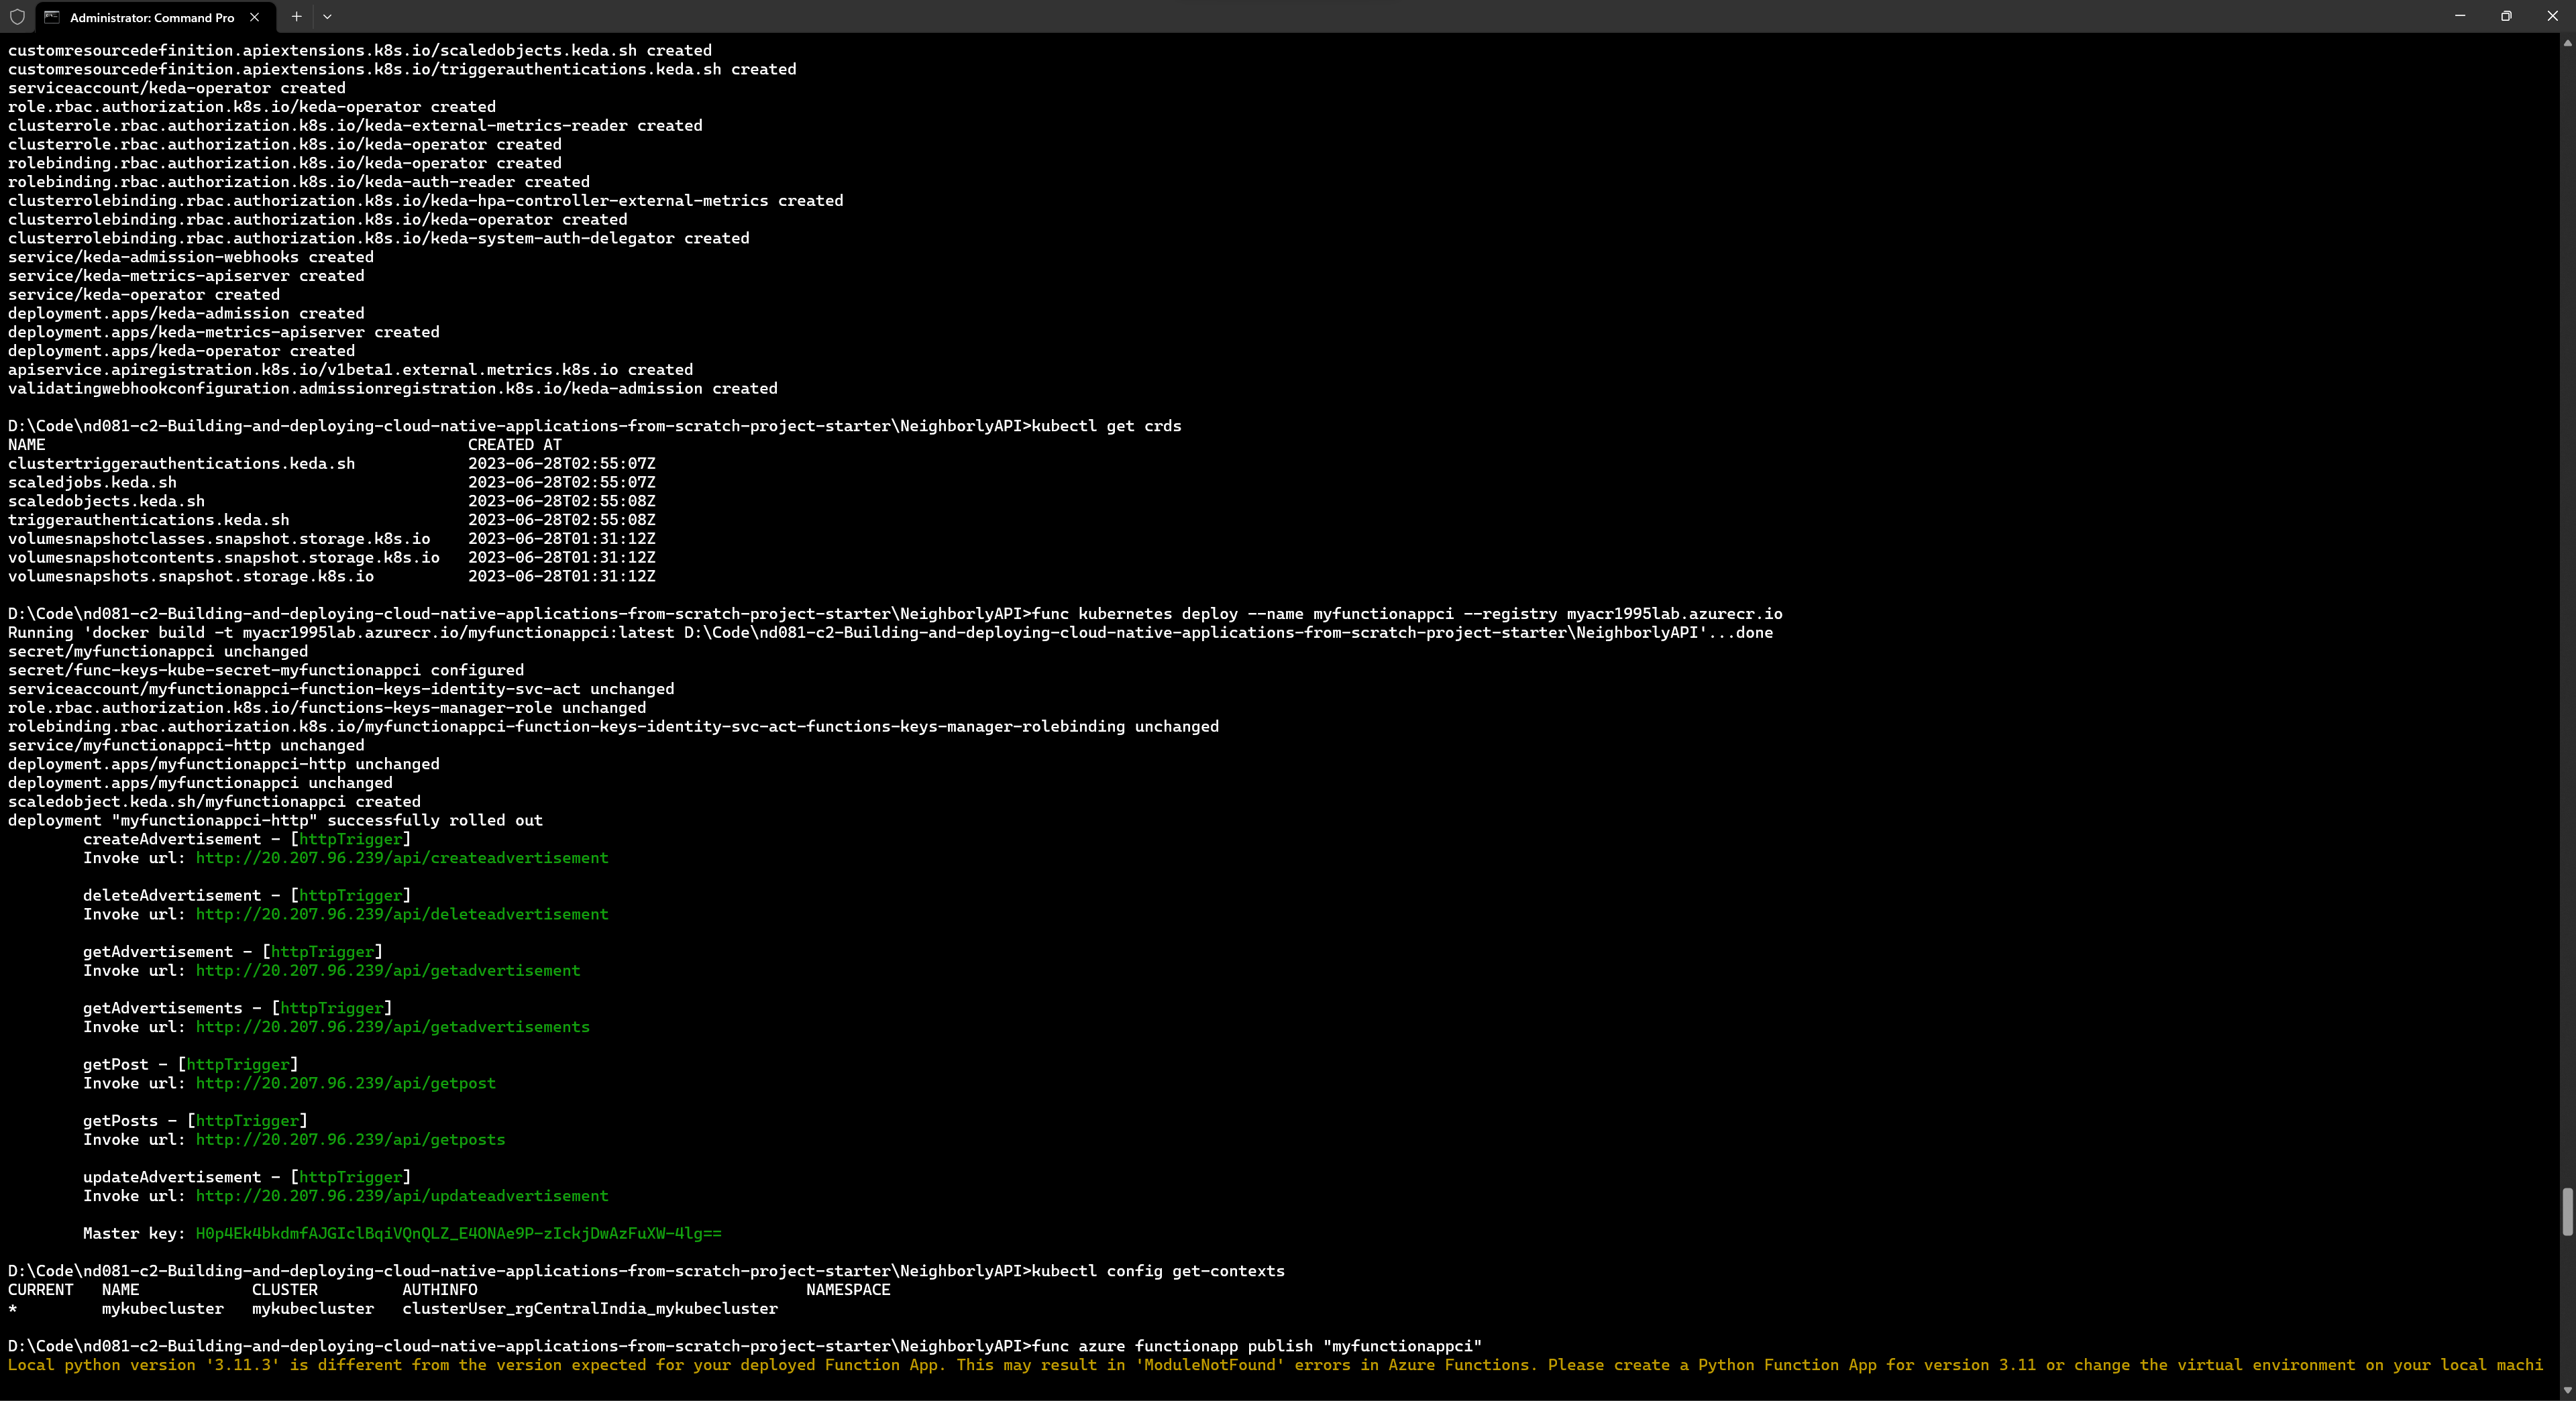 Administrator: Command Pro
customresourcedefinition.apiextensions.k8s.io/scaledobjects.keda.sh created
customresourcedefinition.apiextensions.k8s.io/triggerauthentications.keda.sh created
serviceaccount/keda-operator created
role.rbac.authorization.k8s.io/keda-operator created
clusterrole.rbac.authorization.k8s.io/keda-external-metrics-reader created
clusterrole.rbac.authorization.k8s.io/keda-operator created
rolebinding.rbac.authorization.k8s.io/keda-operator created
rolebinding.rbac.authorization.k8s.io/keda-auth-reader created
clusterrolebinding.rbac.authorization.k8s.io/keda-hpa-controller-external-metrics created
clusterrolebinding.rbac.authorization.k8s.io/keda-operator created
clusterrolebinding.rbac.authorization.k8s.io/keda-system-auth-delegator created
service/keda-admission-webhooks created
service/keda-metrics-apiserver created
service/keda-operator created
deployment.apps/keda-admission created
deployment.apps/keda-metrics-apiserver created
deployment.apps/keda-operator created
apiservice.apiregistration.k8s.io/v1beta1.external.metrics.k8s.io created
validatingwebhookconfiguration.admissionregistration.k8s.io/keda-admission created
D:\Code\nd081-c2-Building-and-deploying-cloud-native-applications-from-scratch-project-starter\NeighborlyAPI>kubectl get crds
NAME CREATED AT
clustertriggerauthentications.keda.sh 2023-06-28T02:55:07Z
scaledjobs.keda.sh 2023-06-28T02:55:07Z
scaledobjects.keda.sh 2023-06-28T02:55:08Z
triggerauthentications.keda.sh 2023-06-28T02:55:08Z
volumesnapshotclasses.snapshot.storage.k8s.io 2023-06-28T01:31:12Z
volumesnapshotcontents.snapshot.storage.k8s.io 2023-06-28T01:31:12Z
volumesnapshots.snapshot.storage.k8s.io 2023-06-28T01:31:12Z
D:\Code\nd081-c2-Building-and-deploying-cloud-native-applications-from-scratch-project-starter\NeighborlyAPI>func kubernetes deploy --name myfunctionappci --registry myacr1995lab.azurecr.io
Running 'docker build -t myacr1995lab.azurecr.io/myfunctionappci:latest D:\Code\nd081-c2-Building-and-deploying-cloud-native-applications-from-scratch-project-starter\NeighborlyAPI'...done
secret/myfunctionappci unchanged
secret/func-keys-kube-secret-myfunctionappci configured
serviceaccount/myfunctionappci-function-keys-identity-svc-act unchanged
role.rbac.authorization.k8s.io/functions-keys-manager-role unchanged
rolebinding.rbac.authorization.k8s.io/myfunctionappci-function-keys-identity-svc-act-functions-keys-manager-rolebinding unchanged
service/myfunctionappci-http unchanged
deployment.apps/myfunctionappci-http unchanged
deployment.apps/myfunctionappci unchanged
scaledobject.keda.sh/myfunctionappci created
deployment "myfunctionappci-http" successfully rolled out
createAdvertisement - [httpTrigger]
Invoke url: http://20.207.96.239/api/createadvertisement
deleteAdvertisement - [httpTrigger]
Invoke url: http://20.207.96.239/api/deleteadvertisement
getAdvertisement - [httpTrigger]
Invoke url: http://20.207.96.239/api/getadvertisement
getAdvertisements - [httpTrigger]
Invoke url: http://20.207.96.239/api/getadvertisements
getPost - [httpTrigger]
Invoke url: http://20.207.96.239/api/getpost
getPosts - [httpTrigger]
Invoke url: http://20.207.96.239/api/getposts
updateAdvertisement - [httpTrigger]
Invoke url: http://20.207.96.239/api/updateadvertisement
Master key: H0p4Ek4bkdmfAJGIclBqiVQnQLZ_E4ONAe9P-zIckjDwAzFuXW-4lg==
D:\Code\nd081-c2-Building-and-deploying-cloud-native-applications-from-scratch-project-starter\NeighborlyAPI>kubectl config get-contexts
CURRENT NAME CLUSTER AUTHINFO NAMESPACE
* mykubecluster mykubecluster clusterUser_rgCentralIndia_mykubecluster
D:\Code\nd081-c2-Building-and-deploying-cloud-native-applications-from-scratch-project-starter\NeighborlyAPI>func azure functionapp publish "myfunctionappci"
Local python version '3.11.3' is different from the version expected for your deployed Function App. This may result in 'ModuleNotFound' errors in Azure Functions. Please create a Python Function App for version 3.11 or change the virtual environment on your local machi